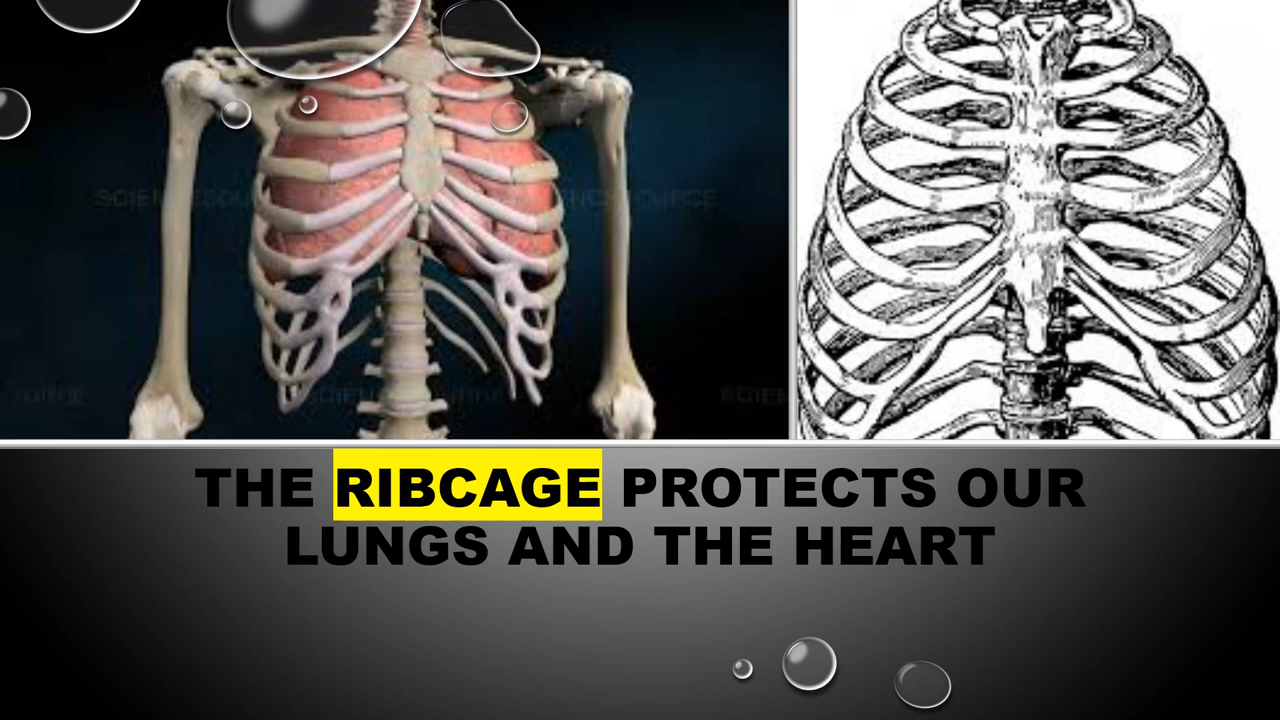 THE RIBCAGE PROTECTS OUR
LUNGS AND THE HEART